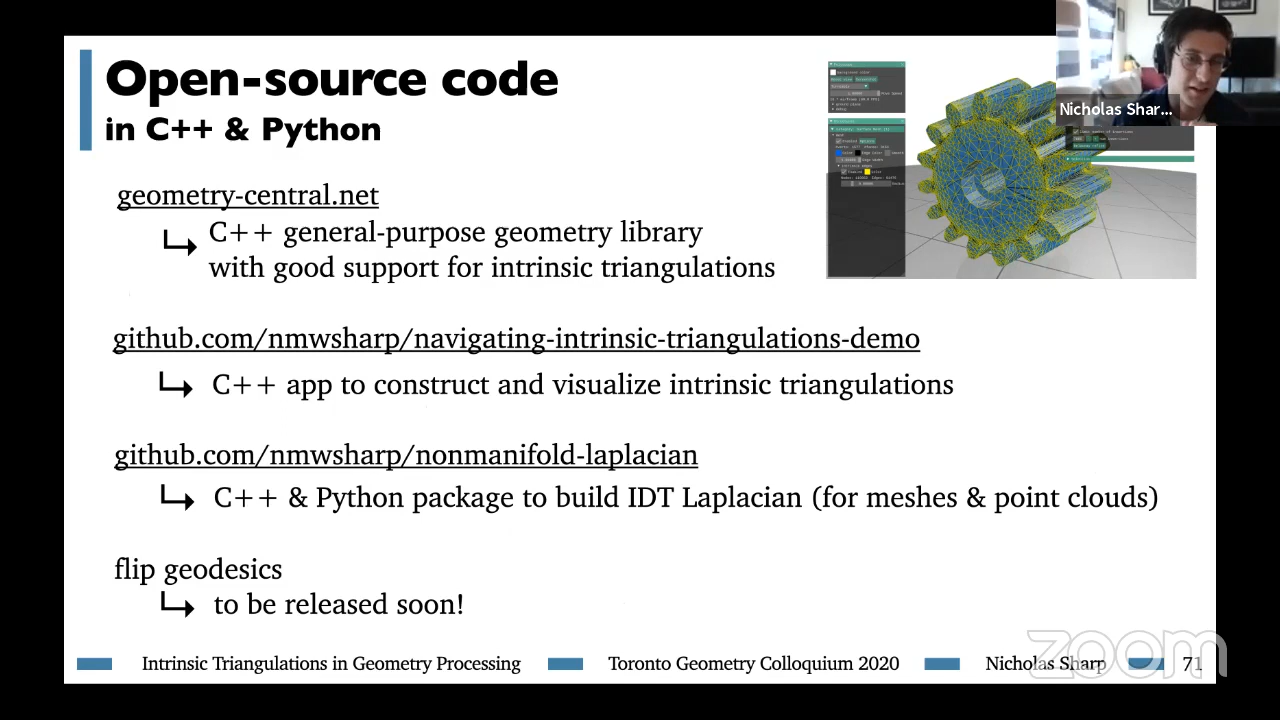 Open-source code
in C++ & Python
Nicholas Shar...
geometry-central.net
C++ general-purpose geometry library
with good support for intrinsic triangulations
github.com/nmwsharp/navigating-intrinsic-triangulations-demo
C++ app to construct and visualize intrinsic triangulations
github.com/nmwsharp/nonmanifold-laplacian
C++ & Python package to build IDT Laplacian (for meshes & point clouds)
flip geodesics
to be released soon!
Intrinsic Triangulations in Geometry Processing
Toronto Geometry Colloquium 2020
Nicholas Sharp
71
zoom